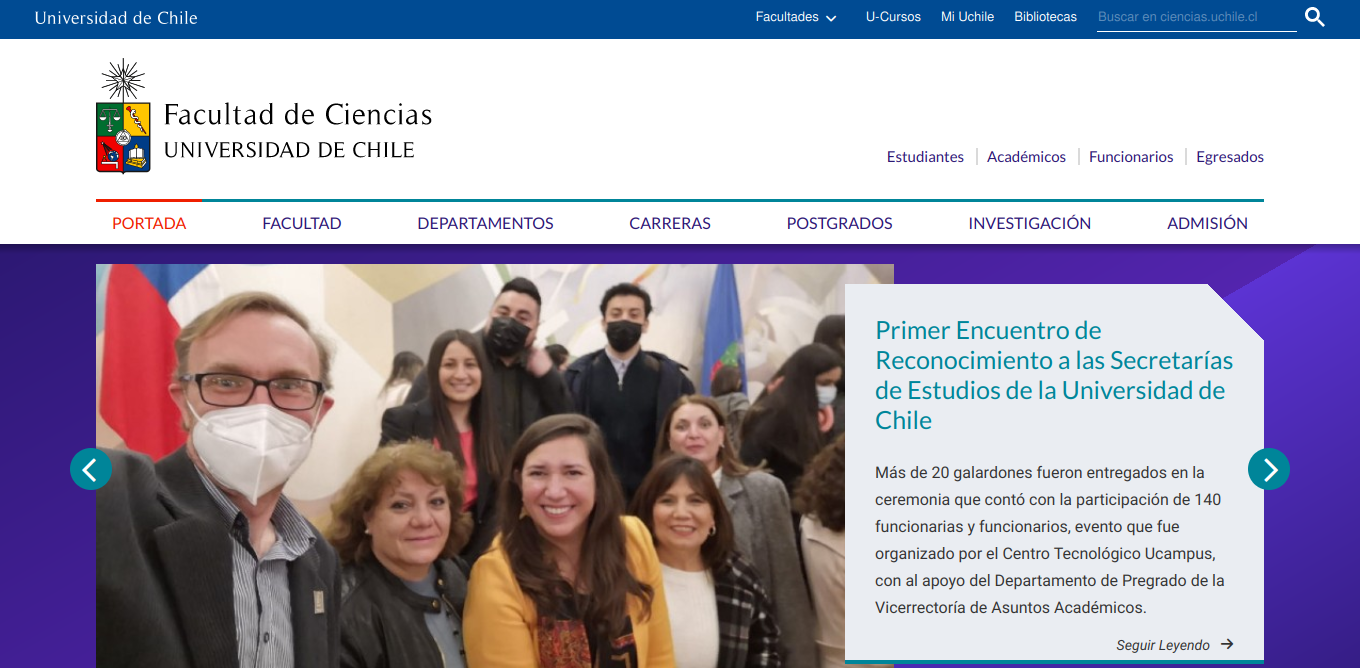 Universidad de Chile
Facultades
U-Cursos
Mi Uchile
Bibliotecas
Buscar en ciencias.uchile.cl
Facultad de Ciencias
UNIVERSIDAD DE CHILE
Estudiantes
Académicos
Funcionarios
Egresados
PORTADA
FACULTAD
DEPARTAMENTOS
CARRERAS
POSTGRADOS
INVESTIGACIÓN
ADMISIÓN
Primer Encuentro de
Reconocimiento a las Secretarías
de Estudios de la Universidad de
Chile
Más de 20 galardones fueron entregados en la
ceremonia que contó con la participación de 140
funcionarias y funcionarios, evento que fue
organizado por el Centro Tecnológico Ucampus,
con al apoyo del Departamento de Pregrado de la
Vicerrectoría de Asuntos Académicos.
Seguir Leyendo